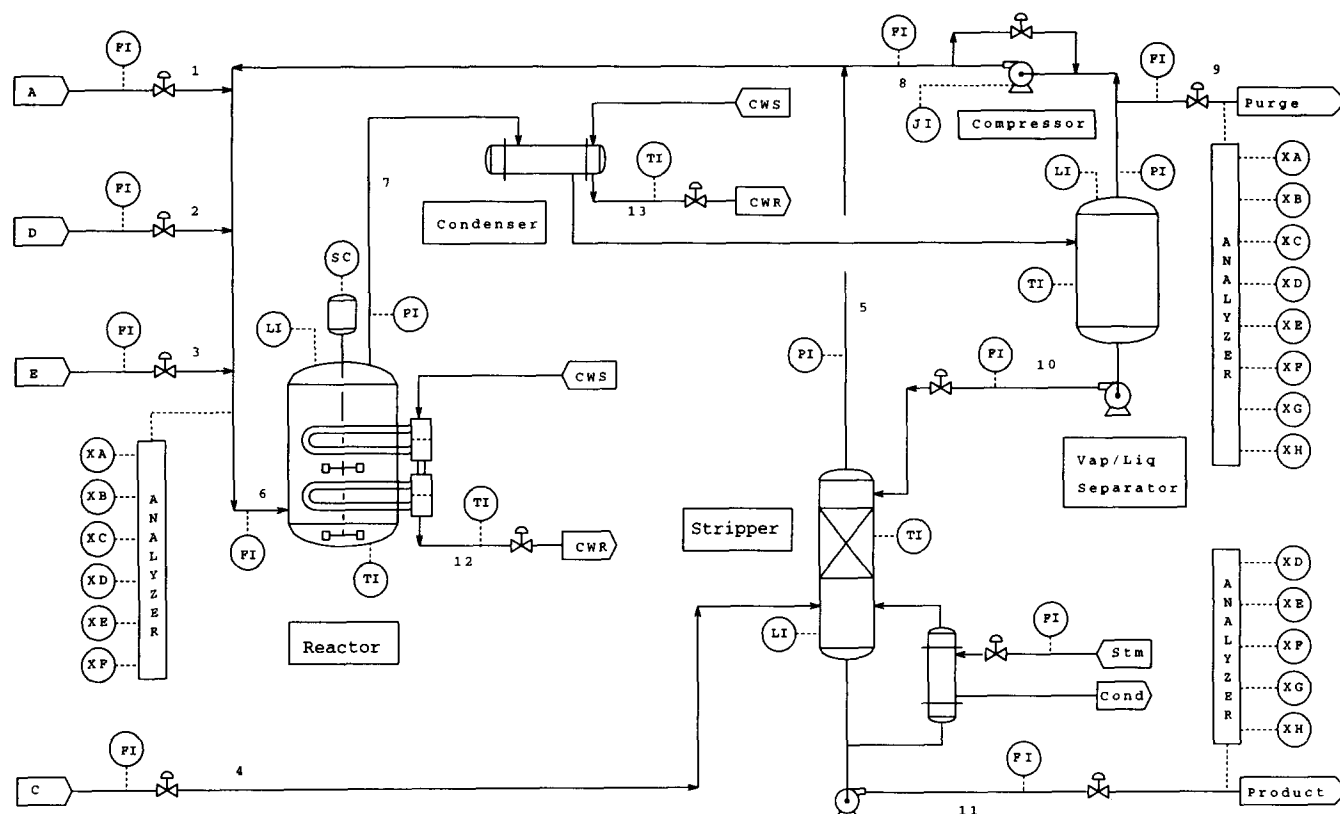 FI
A
1
FI
D
2
FI
E
3
XA
XB
XC
XD
XE
XF
ANALYZER
6
FI
FI
C
4
SC
LI
PI
7
TI
Reactor
CWS
TI
12
CWR
CWS
TI
13
CWR
Condenser
FI
8
JI
Compressor
FI
9
Purge
LI
PI
TI
Vap/Liq
Separator
FI
10
5
PI
Stripper
TI
LI
FI
Stm
Cond
FI
11
Product
ANALYZER
XA
XB
XC
XD
XE
XF
XG
XH
ANALYZER
XD
XE
XF
XG
XH